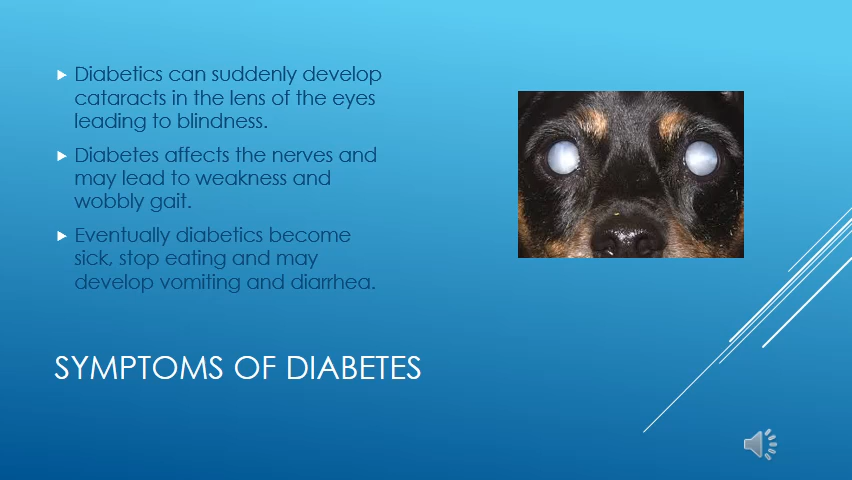 Diabetics can suddenly develop
cataracts in the lens of the eyes
leading to blindness.
Diabetes affects the nerves and
may lead to weakness and
wobbly gait.
Eventually diabetics become
sick, stop eating and may
develop vomiting and diarrhea.
SYMPTOMS OF DIABETES